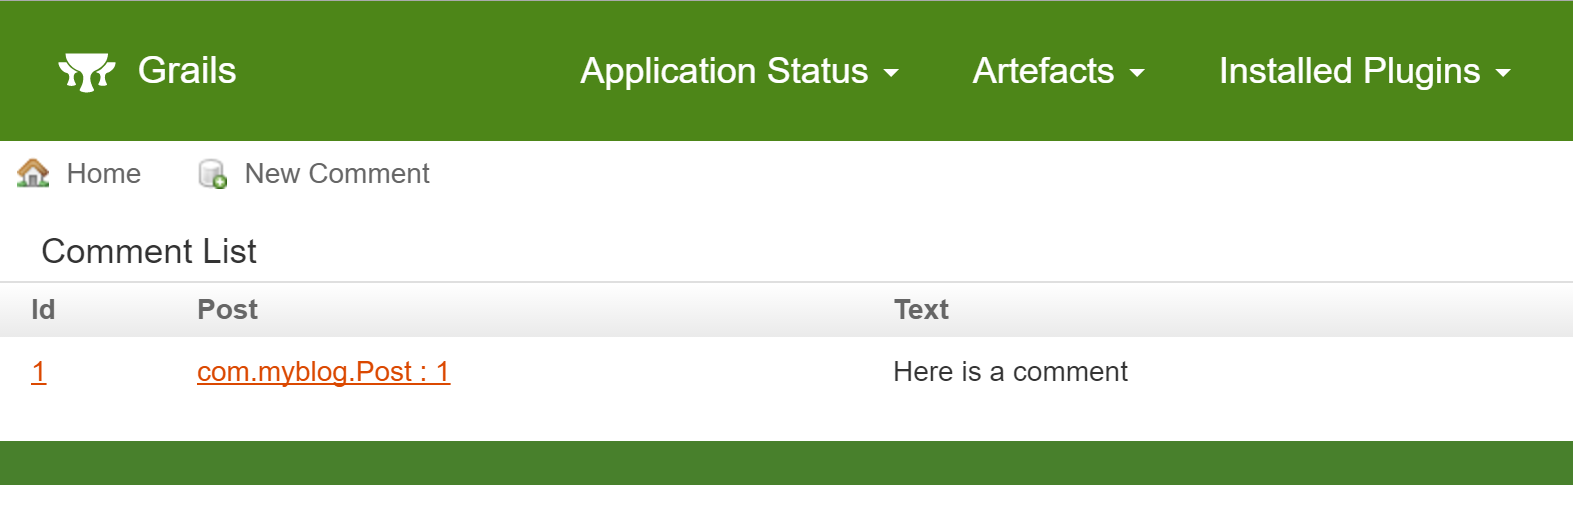 Grails Application Status Artefacts Installed Plugins
Home New Comment
Comment List
Id Post Text
1 com.myblog.Post : 1 Here is a comment